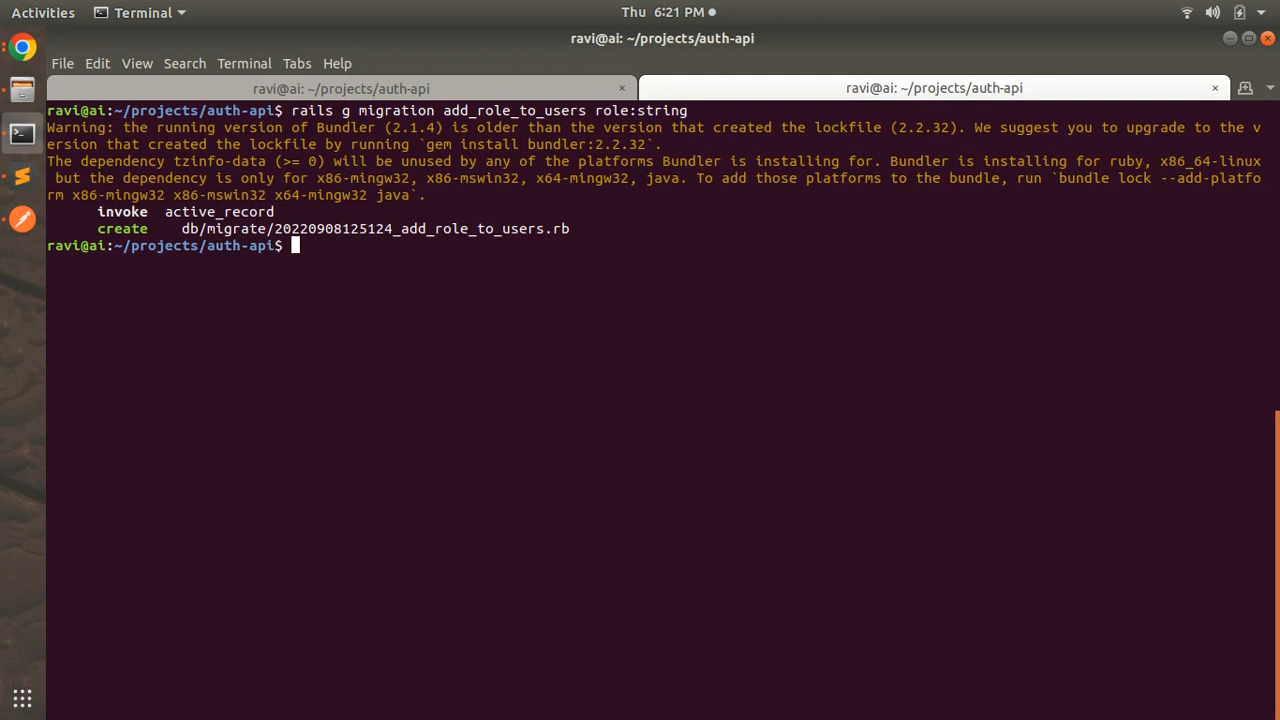 Activities Terminal Thu 6:21 PM
ravi@ai: ~/projects/auth-api
File Edit View Search Terminal Tabs Help
ravi@ai: ~/projects/auth-api × ravi@ai: ~/projects/auth-api ×
ravi@ai:~/projects/auth-api$ rails g migration add_role_to_users role:string
Warning: the running version of Bundler (2.1.4) is older than the version that created the lockfile (2.2.32). We suggest you to upgrade to the v
ersion that created the lockfile by running `gem install bundler:2.2.32`.
The dependency tzinfo-data (>= 0) will be unused by any of the platforms Bundler is installing for. Bundler is installing for ruby, x86_64-linux
 but the dependency is only for x86-mingw32, x86-mswin32, x64-mingw32, java. To add those platforms to the bundle, run `bundle lock --add-platfo
rm x86-mingw32 x86-mswin32 x64-mingw32 java`.
invoke active_record
create db/migrate/20220908125124_add_role_to_users.rb
ravi@ai:~/projects/auth-api$